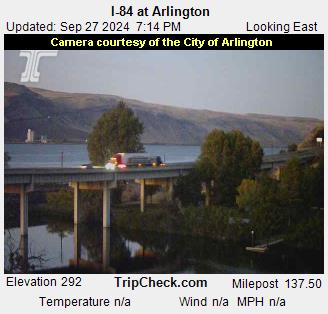 I-84 at Arlington
Updated: Sep 27 2024 7:14 PM Looking East
Camera courtesy of the City of Arlington
Elevation 292 TripCheck.com Milepost 137.50
Temperature n/a Wind n/a MPH n/a